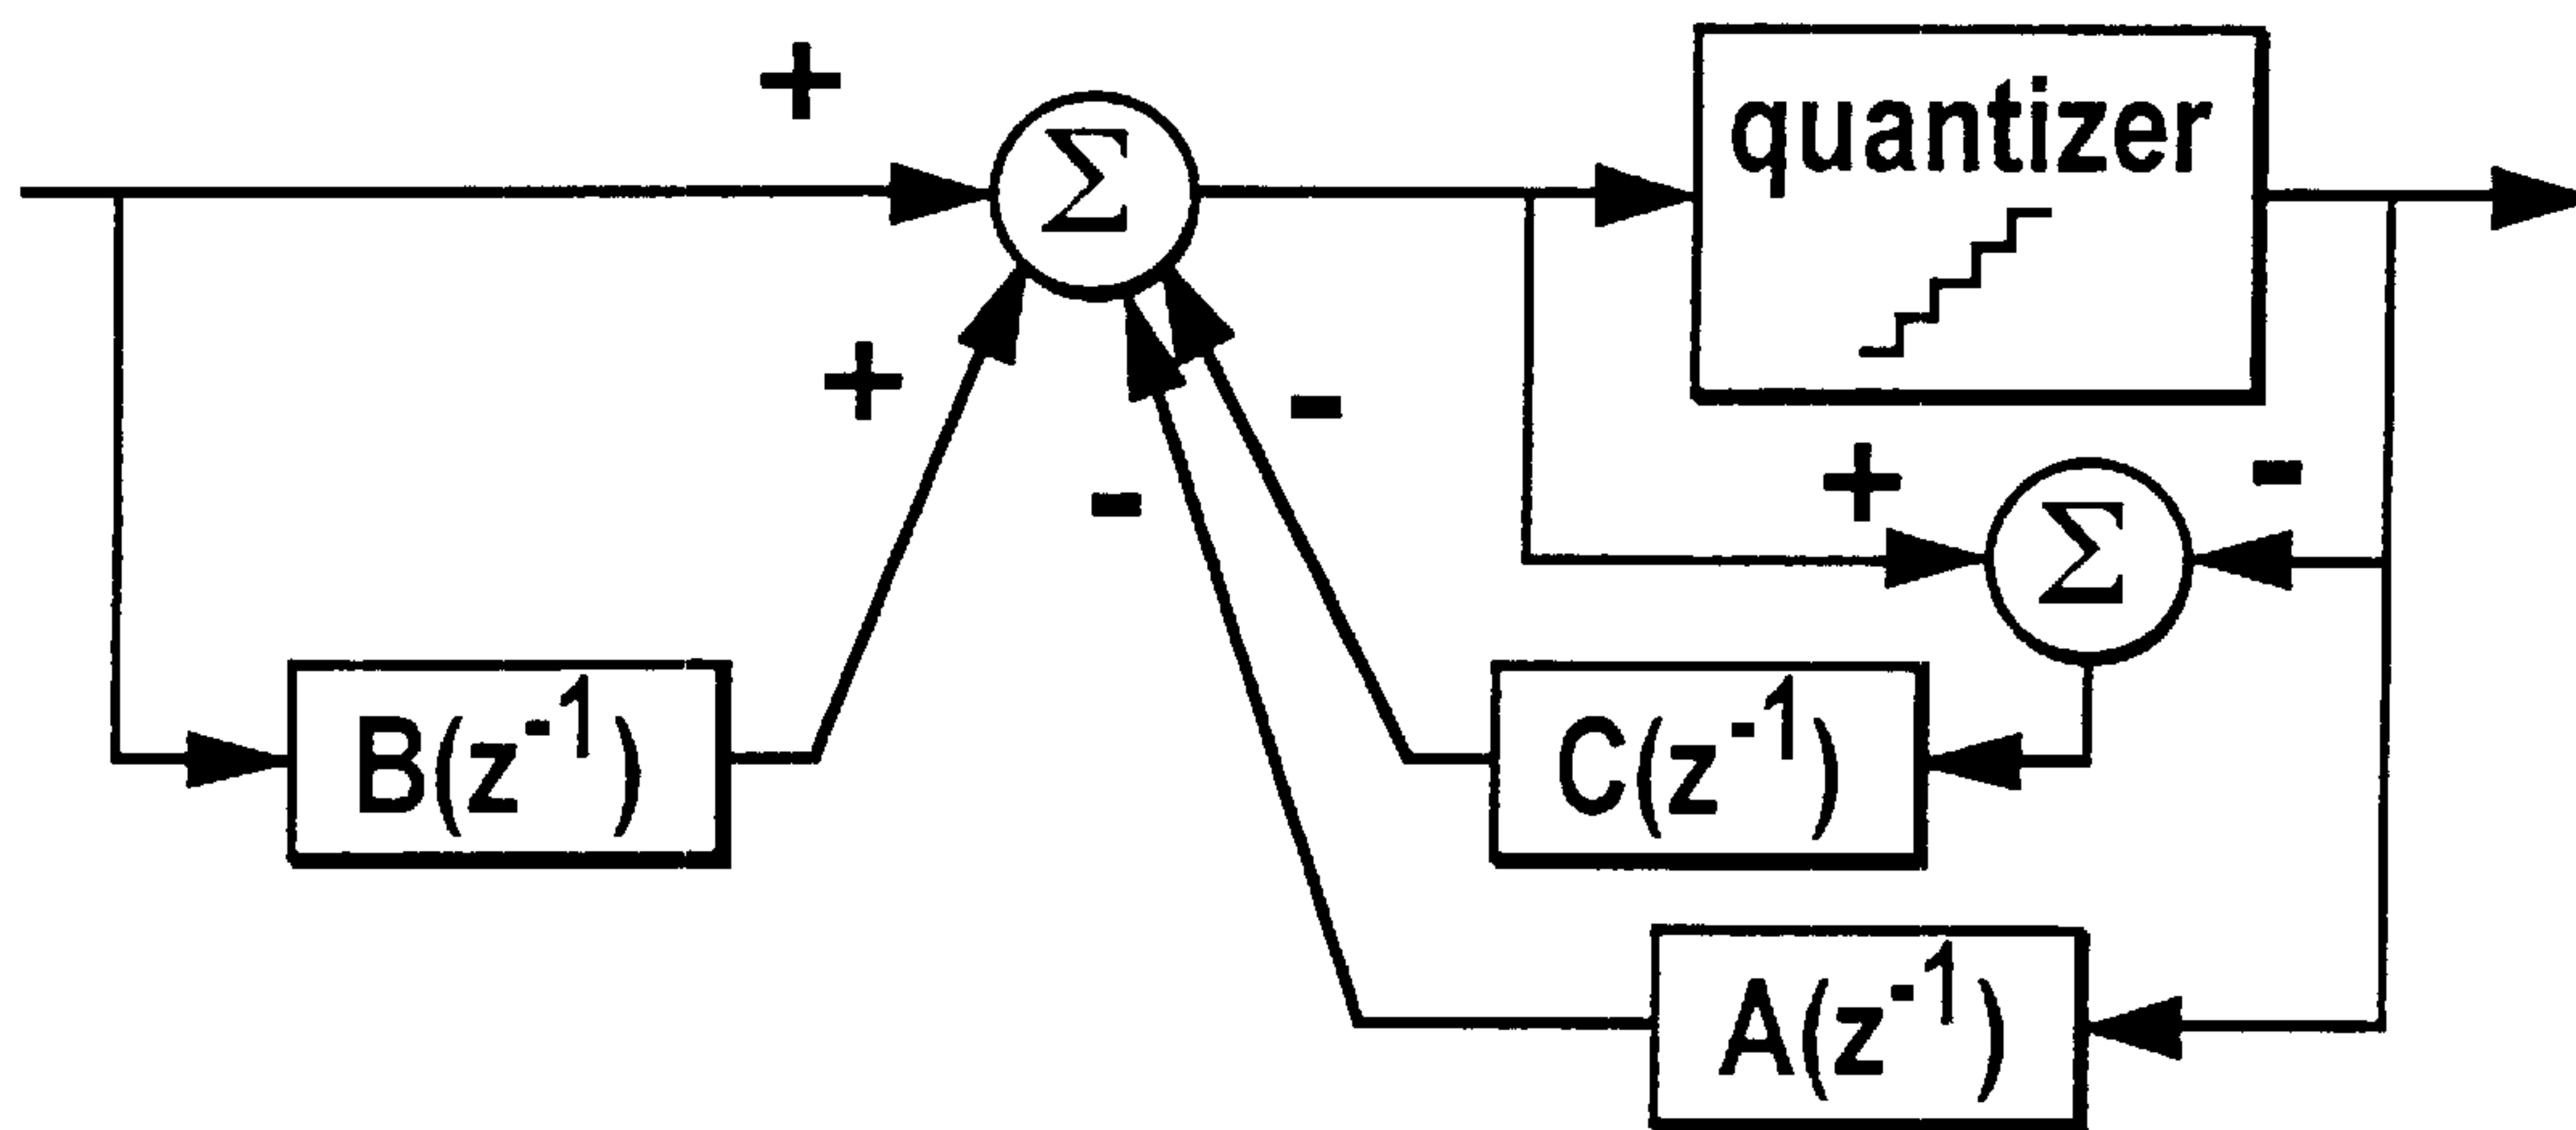 +
Σ
quantizer
+
-
-
+
-
Σ
B(z⁻¹)
C(z⁻¹)
A(z⁻¹)